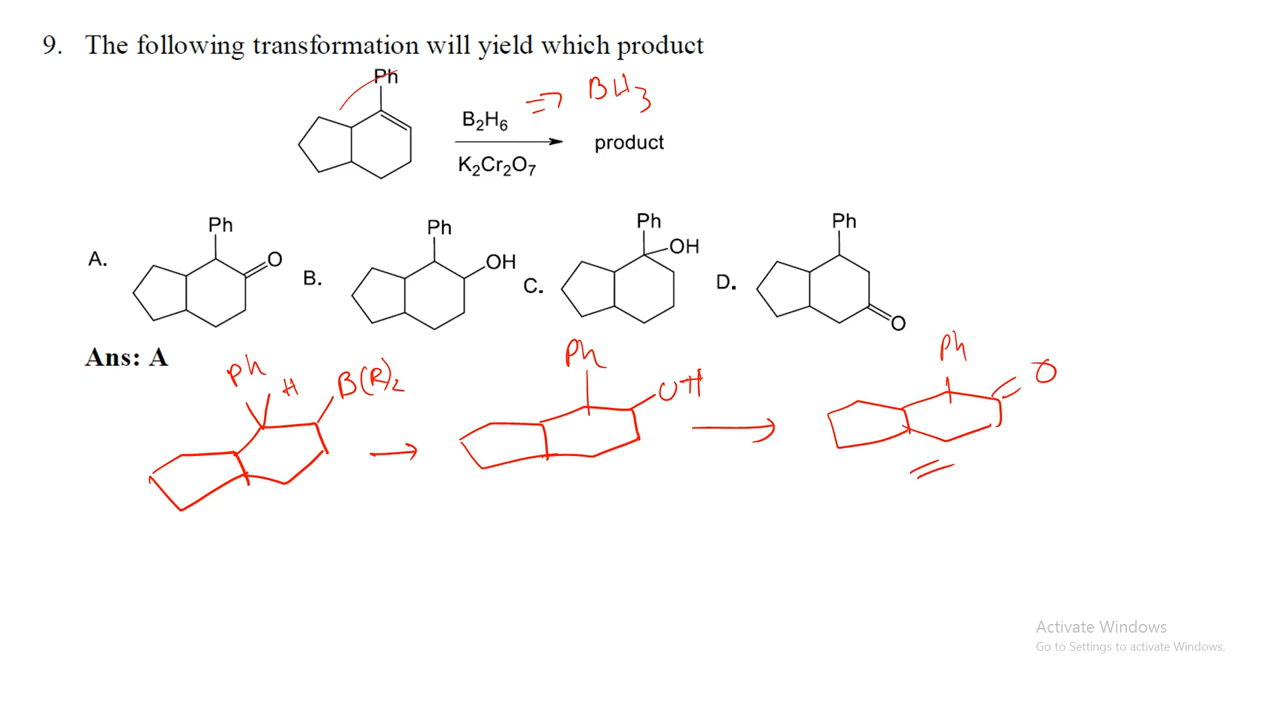 9. The following transformation will yield which product
Ph
B2H6 => BH3
K2Cr2O7
product
Ph
A.
O
Ph
B.
OH
Ph
C.
OH
Ph
D.
O
Ans: A
Ph
H
B(R)2
Ph
OH
Ph
O
Activate Windows
Go to Settings to activate Windows.